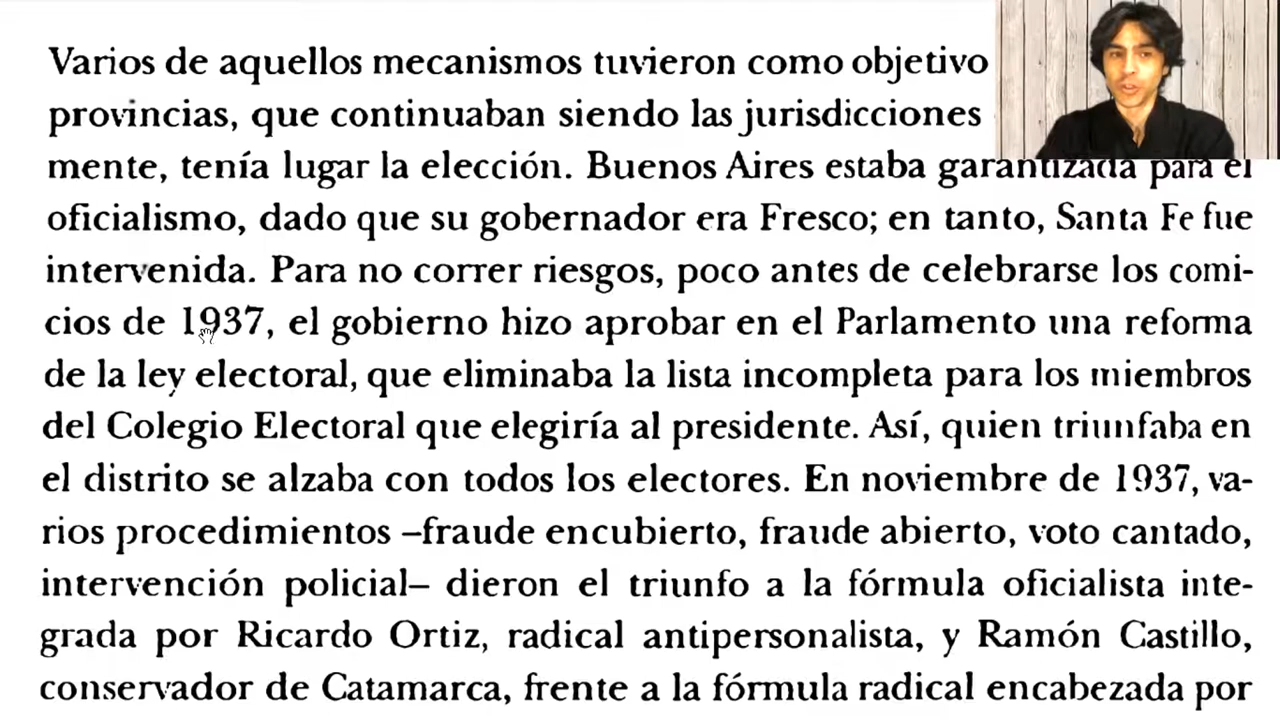 Varios de aquellos mecanismos tuvieron como objetivo
provincias, que continuaban siendo las jurisdicciones
mente, tenía lugar la elección. Buenos Aires estaba garantizada para el
oficialismo, dado que su gobernador era Fresco; en tanto, Santa Fe fue
intervenida. Para no correr riesgos, poco antes de celebrarse los comi-
cios de 1937, el gobierno hizo aprobar en el Parlamento una reforma
de la ley electoral, que eliminaba la lista incompleta para los miembros
del Colegio Electoral que elegiría al presidente. Así, quien triunfaba en
el distrito se alzaba con todos los electores. En noviembre de 1937, va-
rios procedimientos –fraude encubierto, fraude abierto, voto cantado,
intervención policial– dieron el triunfo a la fórmula oficialista inte-
grada por Ricardo Ortiz, radical antipersonalista, y Ramón Castillo,
conservador de Catamarca, frente a la fórmula radical encabezada por